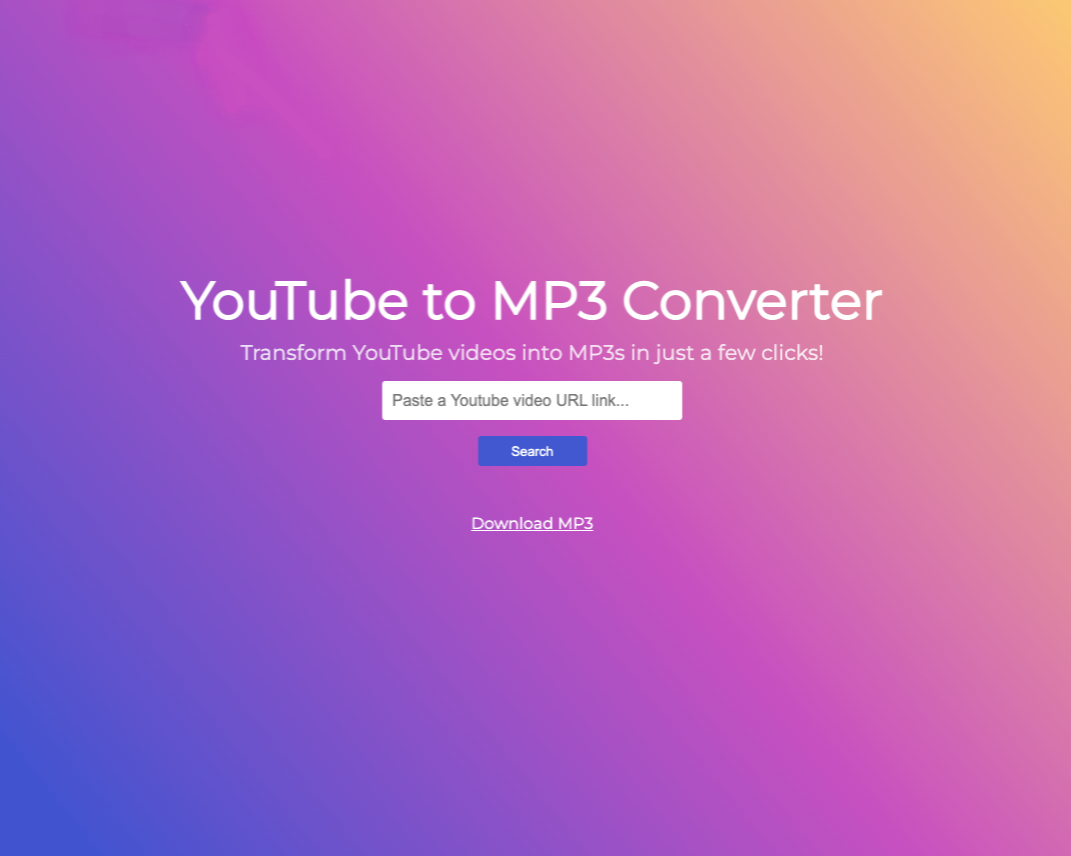 YouTube to MP3 Converter
Transform YouTube videos into MP3s in just a few clicks!
Paste a Youtube video URL link...
Search
Download MP3